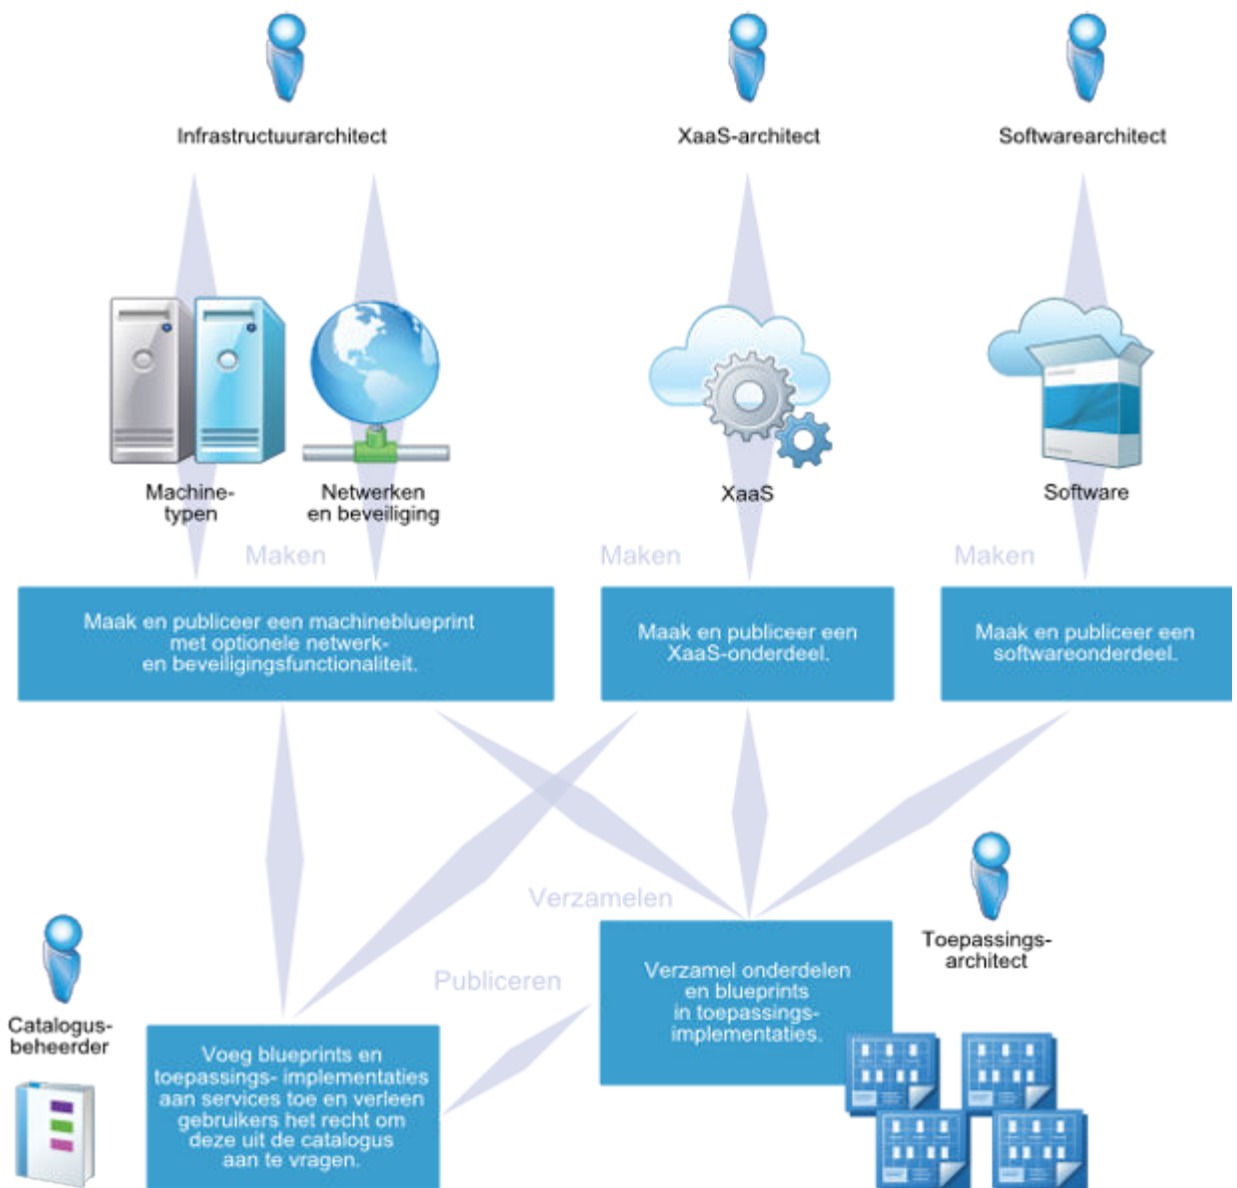 Infrastructuurarchitect
XaaS-architect
Softwarearchitect
Machine-
typen
Netwerken
en beveiliging
XaaS
Software
Maken
Maken
Maken
Maak en publiceer een machineblueprint
met optionele netwerk-
en beveiligingsfunctionaliteit.
Maak en publiceer een
XaaS-onderdeel.
Maak en publiceer een
softwareonderdeel.
Verzamelen
Toepassings-
architect
Publiceren
Verzamel onderdelen
en blueprints
in toepassings-
implementaties.
Catalogus-
beheerder
Voeg blueprints en
toepassings- implementaties
aan services toe en verleen
gebruikers het recht om
deze uit de catalogus
aan te vragen.